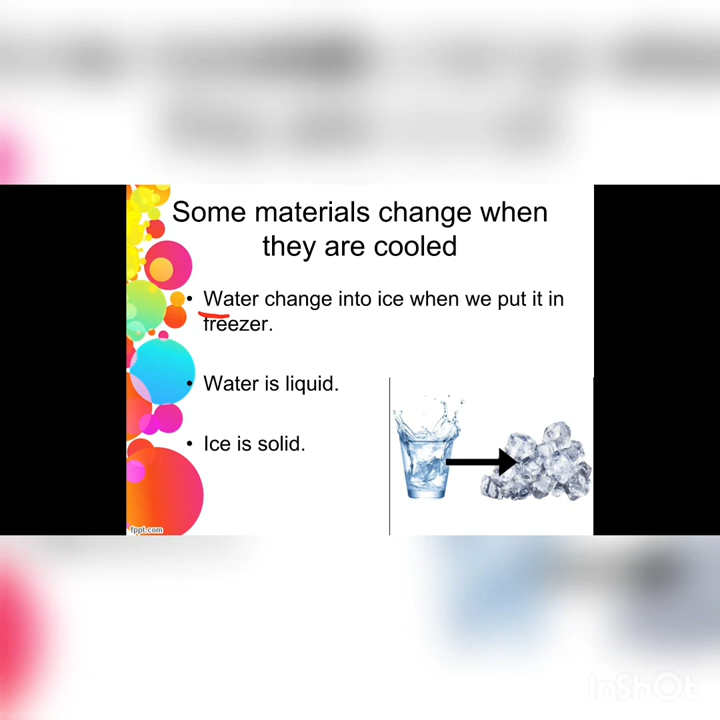 Some materials change when
they are cooled
• Water change into ice when we put it in
freezer.
• Water is liquid.
• Ice is solid.
fppt.com
InShOt